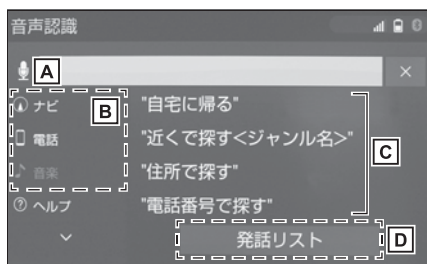 音声認識
A
×
ナビ B "自宅に帰る"
電話 "近くで探す<ジャンル名>"
C
音楽 "住所で探す"
? ヘルプ "電話番号で探す"
発話リスト D